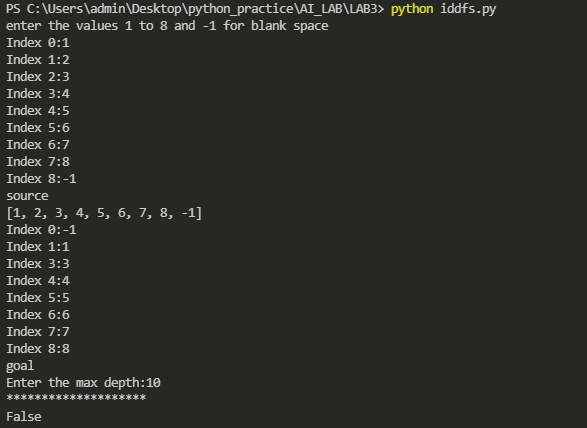 PS C:\Users\admin\Desktop\python_practice\AI_LAB\LAB3> python iddfs.py
enter the values 1 to 8 and -1 for blank space
Index 0:1
Index 1:2
Index 2:3
Index 3:4
Index 4:5
Index 5:6
Index 6:7
Index 7:8
Index 8:-1
source
[1, 2, 3, 4, 5, 6, 7, 8, -1]
Index 0:-1
Index 1:1
Index 3:3
Index 4:4
Index 5:5
Index 6:6
Index 7:7
Index 8:8
goal
Enter the max depth:10
********************
False